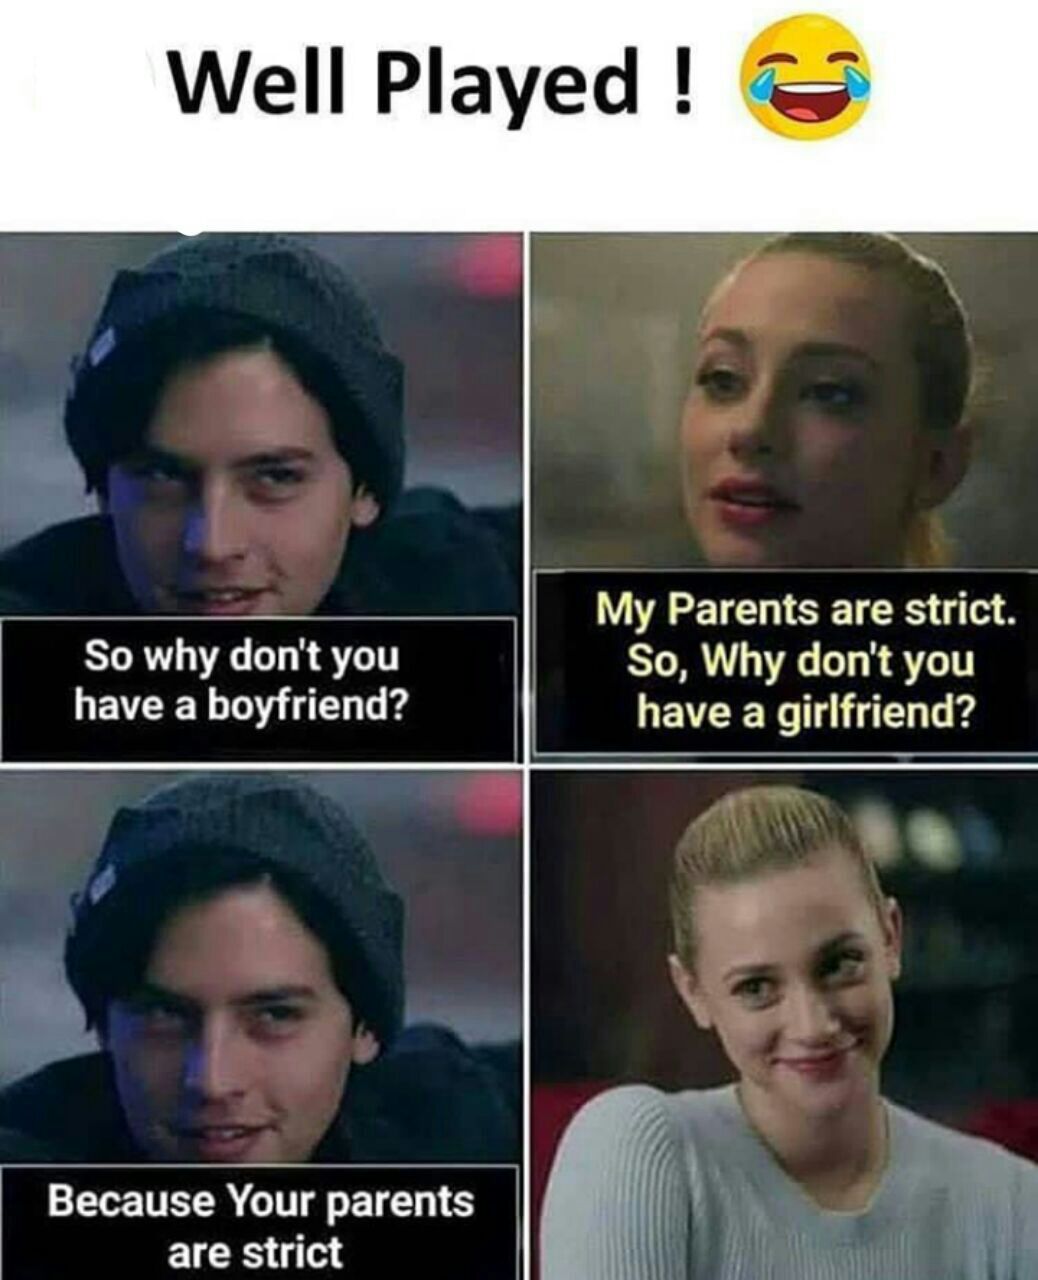 Well Played !
So why don't you
have a boyfriend?
My Parents are strict.
So, Why don't you
have a girlfriend?
Because Your parents
are strict